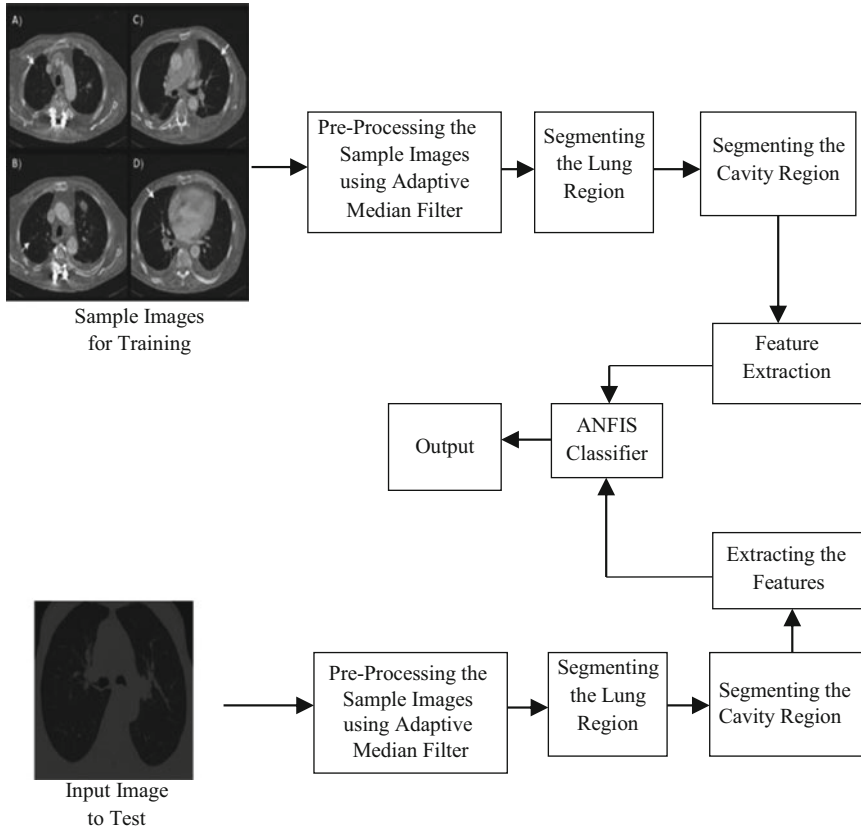 A)
C)
B)
D)
Sample Images
for Training
Pre-Processing the
Sample Images
using Adaptive
Median Filter
Segmenting
the Lung
Region
Segmenting the
Cavity Region
Feature
Extraction
ANFIS
Classifier
Output
Extracting the
Features
Input Image
to Test
Pre-Processing the
Sample Images
using Adaptive
Median Filter
Segmenting
the Lung
Region
Segmenting the
Cavity Region